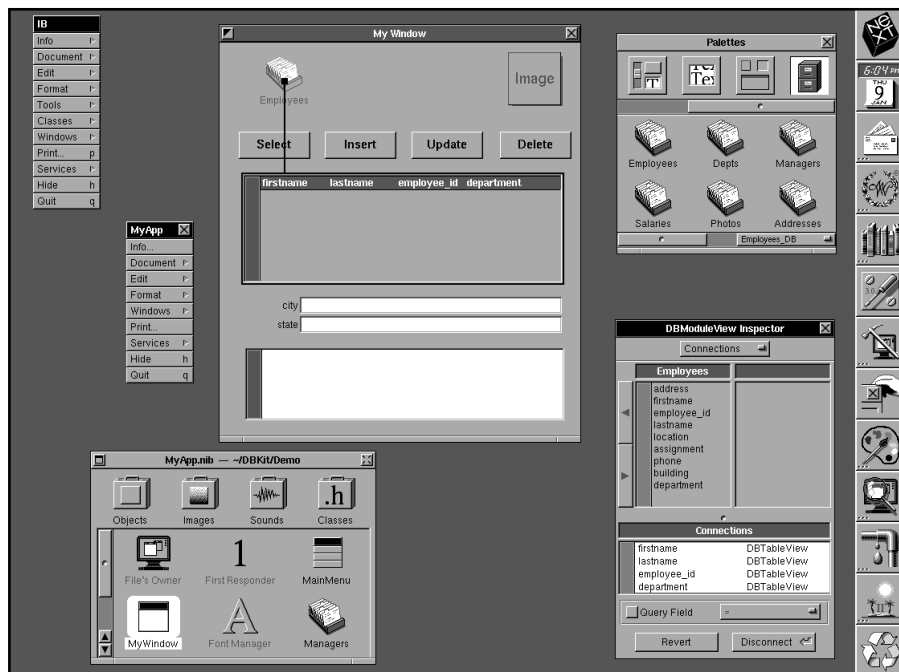 IB
Info
Document
Edit
Format
Tools
Classes
Windows
Print... p
Services
Hide h
Quit q
MyApp
Info...
Document
Edit
Format
Windows
Print...
Services
Hide h
Quit q
My Window
Employees
Image
Select Insert Update Delete
firstname lastname employee_id department
city
state
MyApp.nib — ~/DBKit/Demo
.h
Objects Images Sounds Classes
1
File's Owner First Responder MainMenu
A
MyWindow Font Manager Managers
Palettes
Employees Depts Managers
Salaries Photos Addresses
Employees_DB
DBModuleView Inspector
Connections
Employees
address
firstname
employee_id
lastname
location
assignment
phone
building
department
Connections
firstname DBTableView
lastname DBTableView
employee_id DBTableView
department DBTableView
Query Field =
Revert Disconnect
NeXT
6:04 PM
THU
9
JAN
3.0